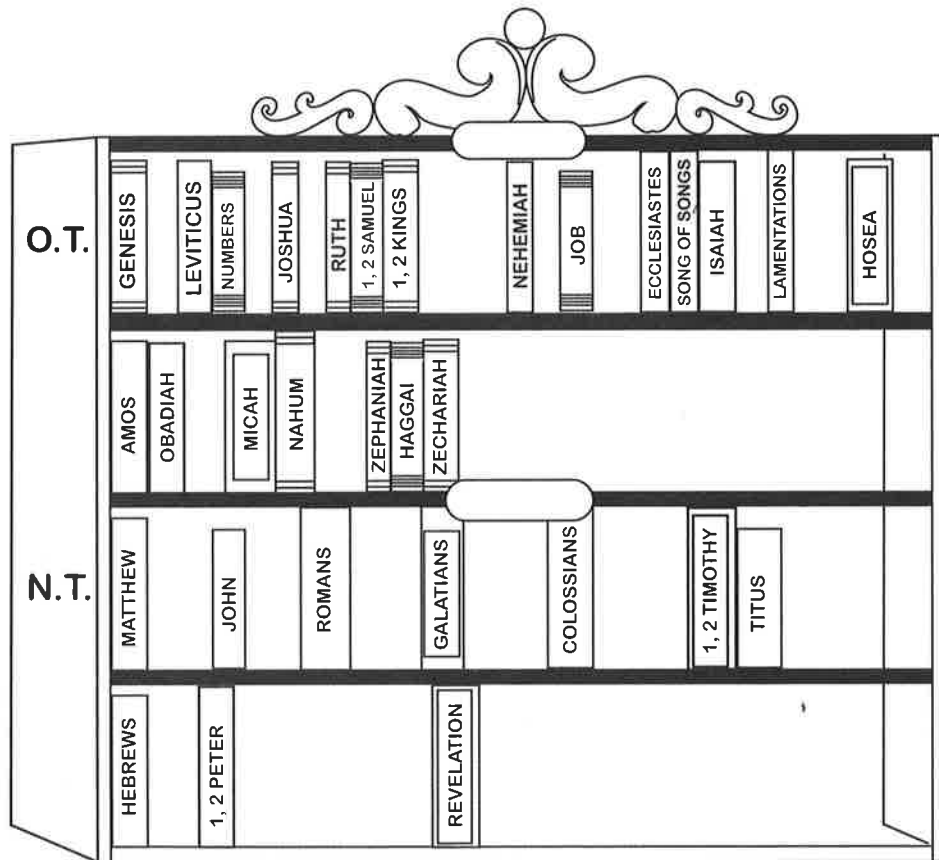 O.T.
GENESIS
LEVITICUS
NUMBERS
JOSHUA
RUTH
1, 2 SAMUEL
1, 2 KINGS
NEHEMIAH
JOB
ECCLESIASTES
SONG OF SONGS
ISAIAH
LAMENTATIONS
HOSEA
AMOS
OBADIAH
MICAH
NAHUM
ZEPHANIAH
HAGGAI
ZECHARIAH
N.T.
MATTHEW
JOHN
ROMANS
GALATIANS
COLOSSIANS
1, 2 TIMOTHY
TITUS
HEBREWS
1, 2 PETER
REVELATION